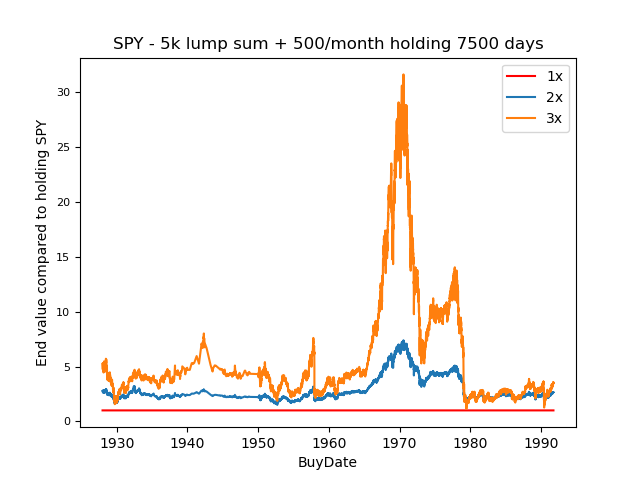 SPY - 5k lump sum + 500/month holding 7500 days
1x
2x
3x
End value compared to holding SPY
30
25
20
15
10
5
0
1930 1940 1950 1960 1970 1980 1990
BuyDate